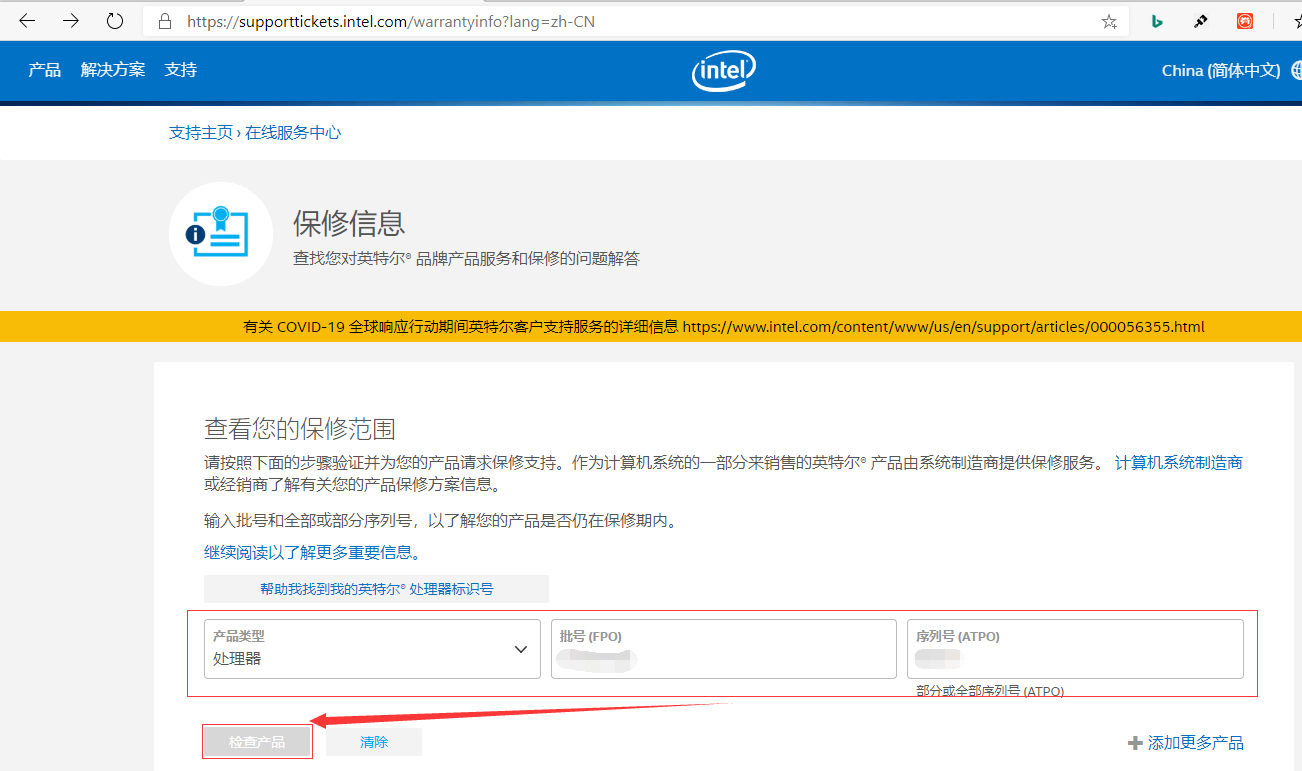 https://supporttickets.intel.com/warrantyinfo?lang=zh-CN
产品 解决方案 支持
intel
China (简体中文)
支持主页 › 在线服务中心
保修信息
查找您对英特尔® 品牌产品服务和保修的问题解答
有关 COVID-19 全球响应行动期间英特尔客户支持服务的详细信息 https://www.intel.com/content/www/us/en/support/articles/000056355.html
查看您的保修范围
请按照下面的步骤验证并为您的产品请求保修支持。作为计算机系统的一部分来销售的英特尔® 产品由系统制造商提供保修服务。 计算机系统制造商
或经销商了解有关您的产品保修方案信息。
输入批号和全部或部分序列号，以了解您的产品是否仍在保修期内。
继续阅读以了解更多重要信息。
帮助我找到我的英特尔® 处理器标识号
产品类型 批号 (FPO) 序列号 (ATPO)
处理器
部分或全部序列号 (ATPO)
检查产品 清除 添加更多产品